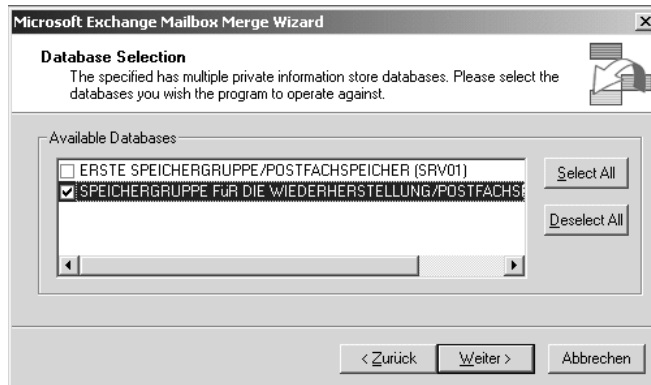 Microsoft Exchange Mailbox Merge Wizard
Database Selection
The specified has multiple private information store databases. Please select the
databases you wish the program to operate against.
Available Databases
ERSTE SPEICHERGRUPPE/POSTFACHSPEICHER (SRV01)
SPEICHERGRUPPE FüR DIE WIEDERHERSTELLUNG/POSTFACHS
Select All
Deselect All
< Zurück
Weiter >
Abbrechen